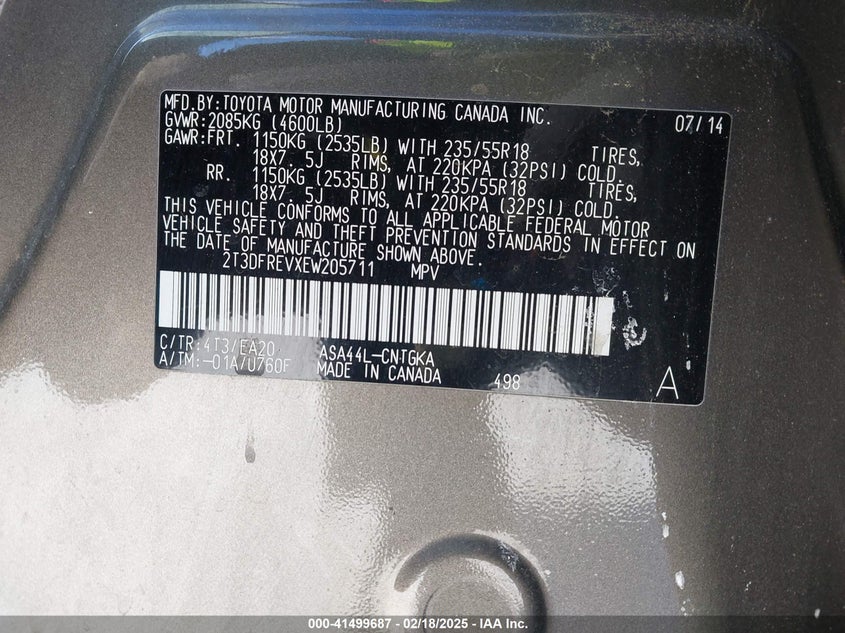 MFD.BY:TOYOTA MOTOR MANUFACTURING CANADA INC. 07/14
GVWR:2085KG (4600LB)
GAWR:FRT. 1150KG (2535LB) WITH 235/55R18 TIRES,
18X7. 5J RIMS, AT 220KPA (32PSI) COLD.
RR. 1150KG (2535LB) WITH 235/55R18 TIRES,
18X7. 5J RIMS, AT 220KPA (32PSI) COLD.
THIS VEHICLE CONFORMS TO ALL APPLICABLE FEDERAL MOTOR
VEHICLE SAFETY AND THEFT PREVENTION STANDARDS IN EFFECT ON
THE DATE OF MANUFACTURE SHOWN ABOVE.
2T3DFREVXEW205711 MPV
C/TR:4T3/EA20 ASA44L-CNTGKA
A/TM:-01A/U760F MADE IN CANADA 498 A
000-41499687 - 02/18/2025 - IAA Inc.